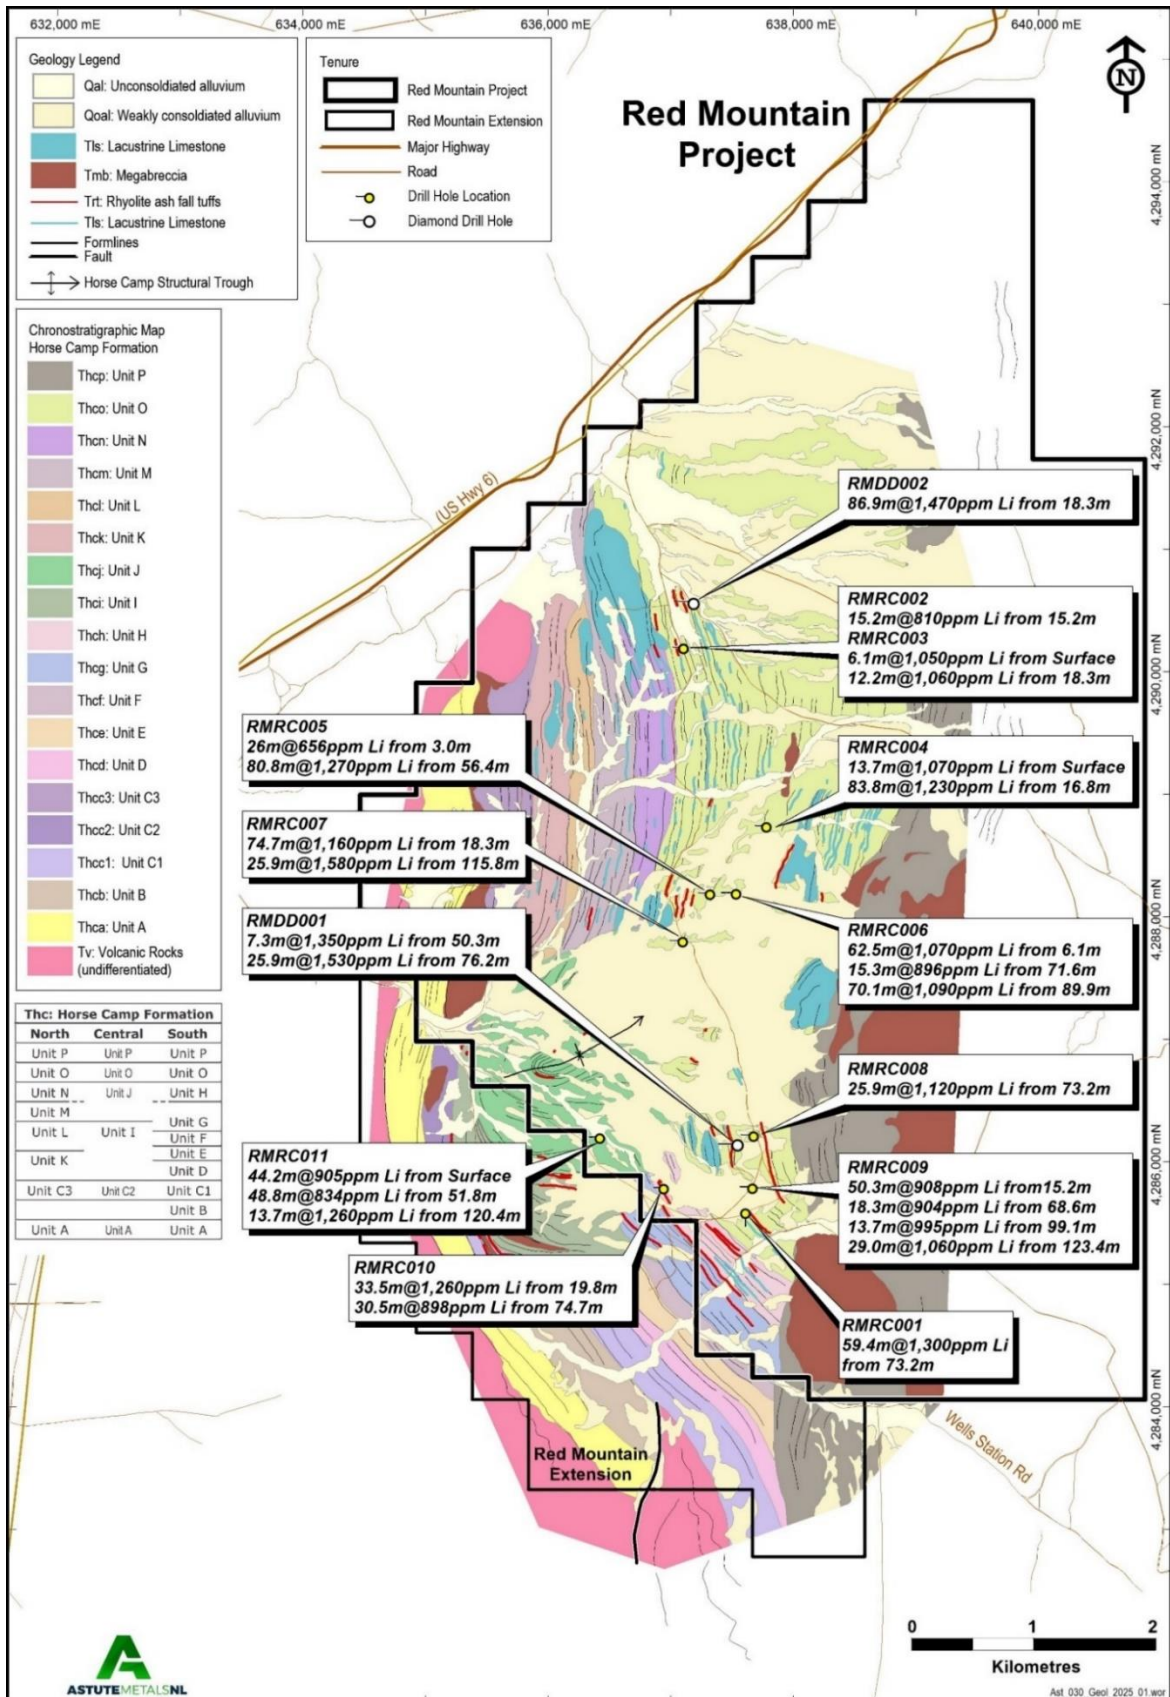 632,000 mE
634,000 mE
636,000 mE
638,000 mE
640,000 mE
Geology Legend
Qal: Unconsoldiated alluvium
Qoal: Weakly consoldiated alluvium
Tls: Lacustrine Limestone
Tmb: Megabreccia
Trt: Rhyolite ash fall tuffs
Tls: Lacustrine Limestone
Formlines
Fault
Horse Camp Structural Trough
Tenure
Red Mountain Project
Red Mountain Extension
Major Highway
Road
Drill Hole Location
Diamond Drill Hole
Red Mountain
Project
N
4,294,000 mN
4,292,000 mN
4,290,000 mN
4,288,000 mN
4,286,000 mN
4,284,000 mN
Chronostratigraphic Map
Horse Camp Formation
Thcp: Unit P
Thco: Unit O
Thcn: Unit N
Thcm: Unit M
Thcl: Unit L
Thck: Unit K
Thcj: Unit J
Thci: Unit I
Thch: Unit H
Thcg: Unit G
Thcf: Unit F
Thce: Unit E
Thcd: Unit D
Thcc3: Unit C3
Thcc2: Unit C2
Thcc1: Unit C1
Thcb: Unit B
Thca: Unit A
Tv: Volcanic Rocks
(undifferentiated)
(US Hwy 6)
RMDD002
86.9m@1,470ppm Li from 18.3m
RMRC002
15.2m@810ppm Li from 15.2m
RMRC003
6.1m@1,050ppm Li from Surface
12.2m@1,060ppm Li from 18.3m
RMRC005
26m@656ppm Li from 3.0m
80.8m@1,270ppm Li from 56.4m
RMRC004
13.7m@1,070ppm Li from Surface
83.8m@1,230ppm Li from 16.8m
RMRC007
74.7m@1,160ppm Li from 18.3m
25.9m@1,580ppm Li from 115.8m
RMDD001
7.3m@1,350ppm Li from 50.3m
25.9m@1,530ppm Li from 76.2m
RMRC006
62.5m@1,070ppm Li from 6.1m
15.3m@896ppm Li from 71.6m
70.1m@1,090ppm Li from 89.9m
RMRC008
25.9m@1,120ppm Li from 73.2m
RMRC011
44.2m@905ppm Li from Surface
48.8m@834ppm Li from 51.8m
13.7m@1,260ppm Li from 120.4m
RMRC009
50.3m@908ppm Li from15.2m
18.3m@904ppm Li from 68.6m
13.7m@995ppm Li from 99.1m
29.0m@1,060ppm Li from 123.4m
RMRC010
33.5m@1,260ppm Li from 19.8m
30.5m@898ppm Li from 74.7m
RMRC001
59.4m@1,300ppm Li
from 73.2m
Thc: Horse Camp Formation
North Central South
Unit P Unit P Unit P
Unit O Unit O Unit O
Unit N Unit J Unit H
Unit M
Unit G
Unit L Unit I Unit F
Unit E
Unit K
Unit D
Unit C3 Unit C2 Unit C1
Unit B
Unit A Unit A Unit A
Red Mountain
Extension
Wells Station Rd
0 1 2
Kilometres
ASTUTEMETALSNL
Ast_030_Geol_2025_01.wor